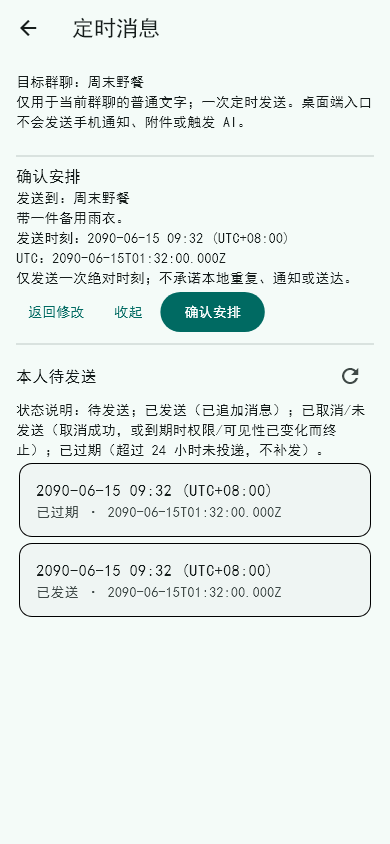 定时消息
目标群聊：周末野餐
仅用于当前群聊的普通文字；一次定时发送。桌面端入口
不会发送手机通知、附件或触发 AI。
确认安排
发送到：周末野餐
带一件备用雨衣。
发送时刻：2090-06-15 09:32 (UTC+08:00)
UTC：2090-06-15T01:32:00.000Z
仅发送一次绝对时刻；不承诺本地重复、通知或送达。
返回修改 收起 确认安排
本人待发送
状态说明：待发送；已发送（已追加消息）；已取消/未
发送（取消成功，或到期时权限/可见性已变化而终
止）；已过期（超过 24 小时未投递，不补发）。
2090-06-15 09:32 (UTC+08:00)
已过期 · 2090-06-15T01:32:00.000Z
2090-06-15 09:32 (UTC+08:00)
已发送 · 2090-06-15T01:32:00.000Z